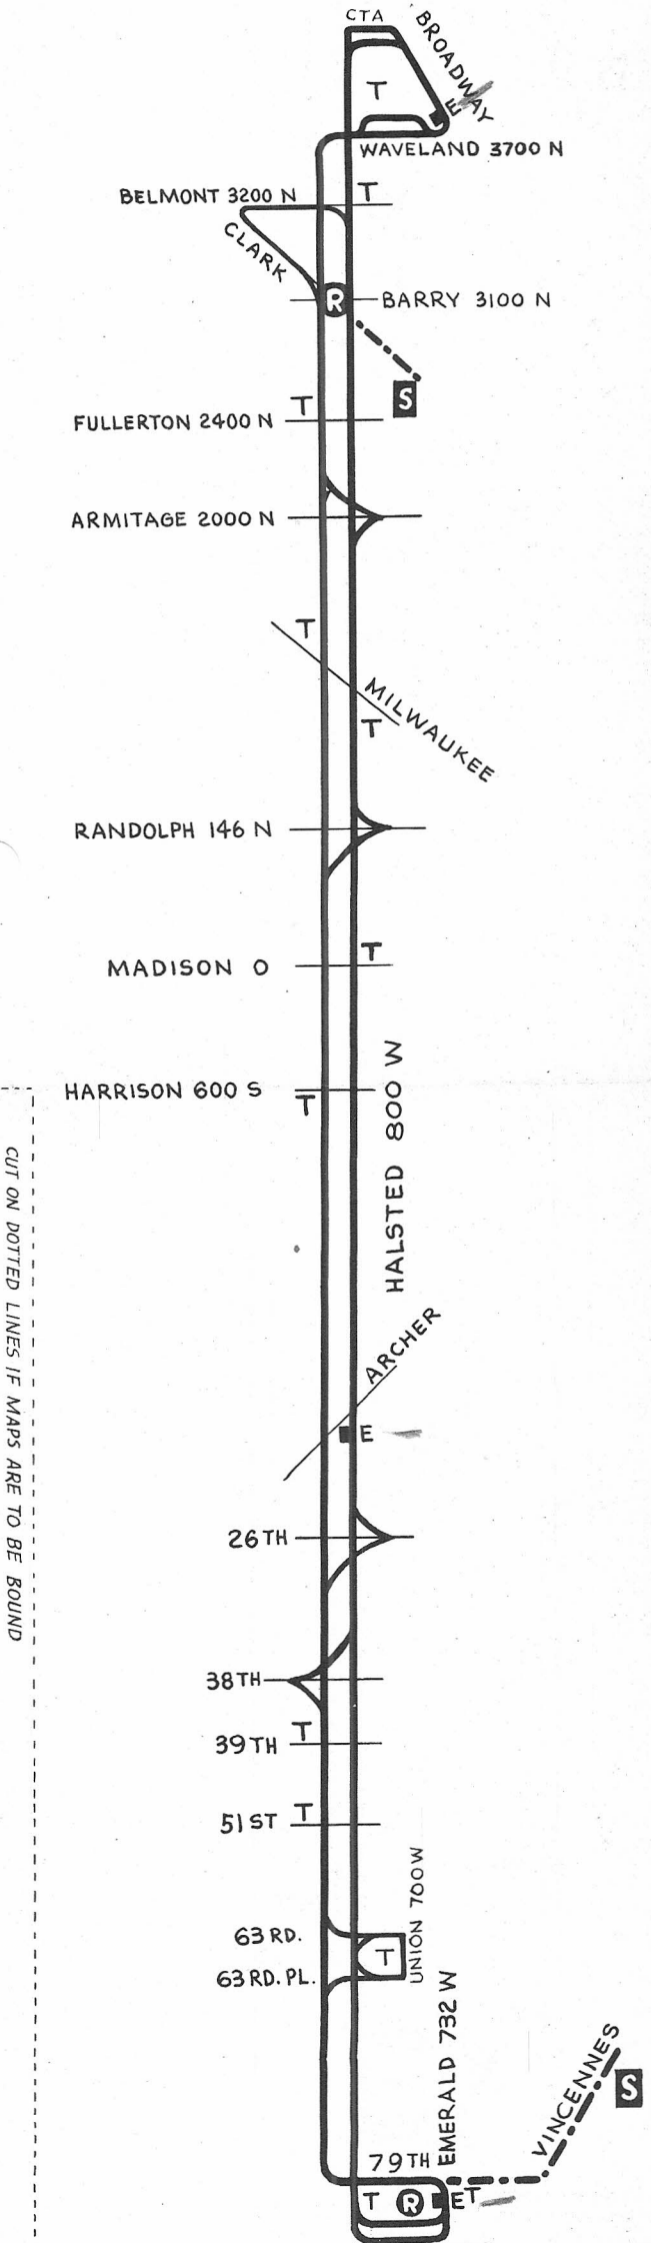 CTA
BROADWAY
T
E
WAVELAND 3700 N
BELMONT 3200 N
T
CLARK
R
BARRY 3100 N
S
T
FULLERTON 2400 N
ARMITAGE 2000 N
T
MILWAUKEE
T
RANDOLPH 146 N
T
MADISON 0
HARRISON 600 S
T
HALSTED 800 W
CUT ON DOTTED LINES IF MAPS ARE TO BE BOUND
ARCHER
E
26TH
38TH
T
39TH
T
51ST
UNION 700W
63 RD.
T
63 RD. PL.
EMERALD 732 W
VINCENNES
S
79TH
T R ET